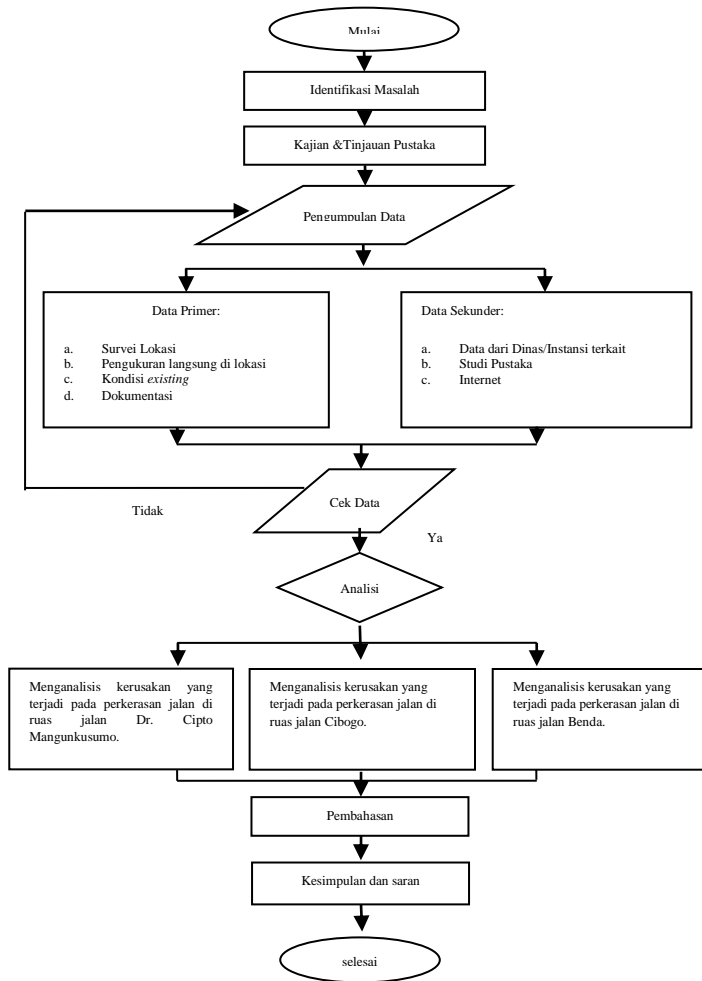 Mulai
Identifikasi Masalah
Kajian &Tinjauan Pustaka
Pengumpulan Data
Data Primer:
a. Survei Lokasi
b. Pengukuran langsung di lokasi
c. Kondisi existing
d. Dokumentasi
Data Sekunder:
a. Data dari Dinas/Instansi terkait
b. Studi Pustaka
c. Internet
Cek Data
Tidak
Ya
Analisi
Menganalisis kerusakan yang
terjadi pada perkerasan jalan di
ruas jalan Dr. Cipto
Mangunkusumo.
Menganalisis kerusakan yang
terjadi pada perkerasan jalan di
ruas jalan Cibogo.
Menganalisis kerusakan yang
terjadi pada perkerasan jalan di
ruas jalan Benda.
Pembahasan
Kesimpulan dan saran
selesai